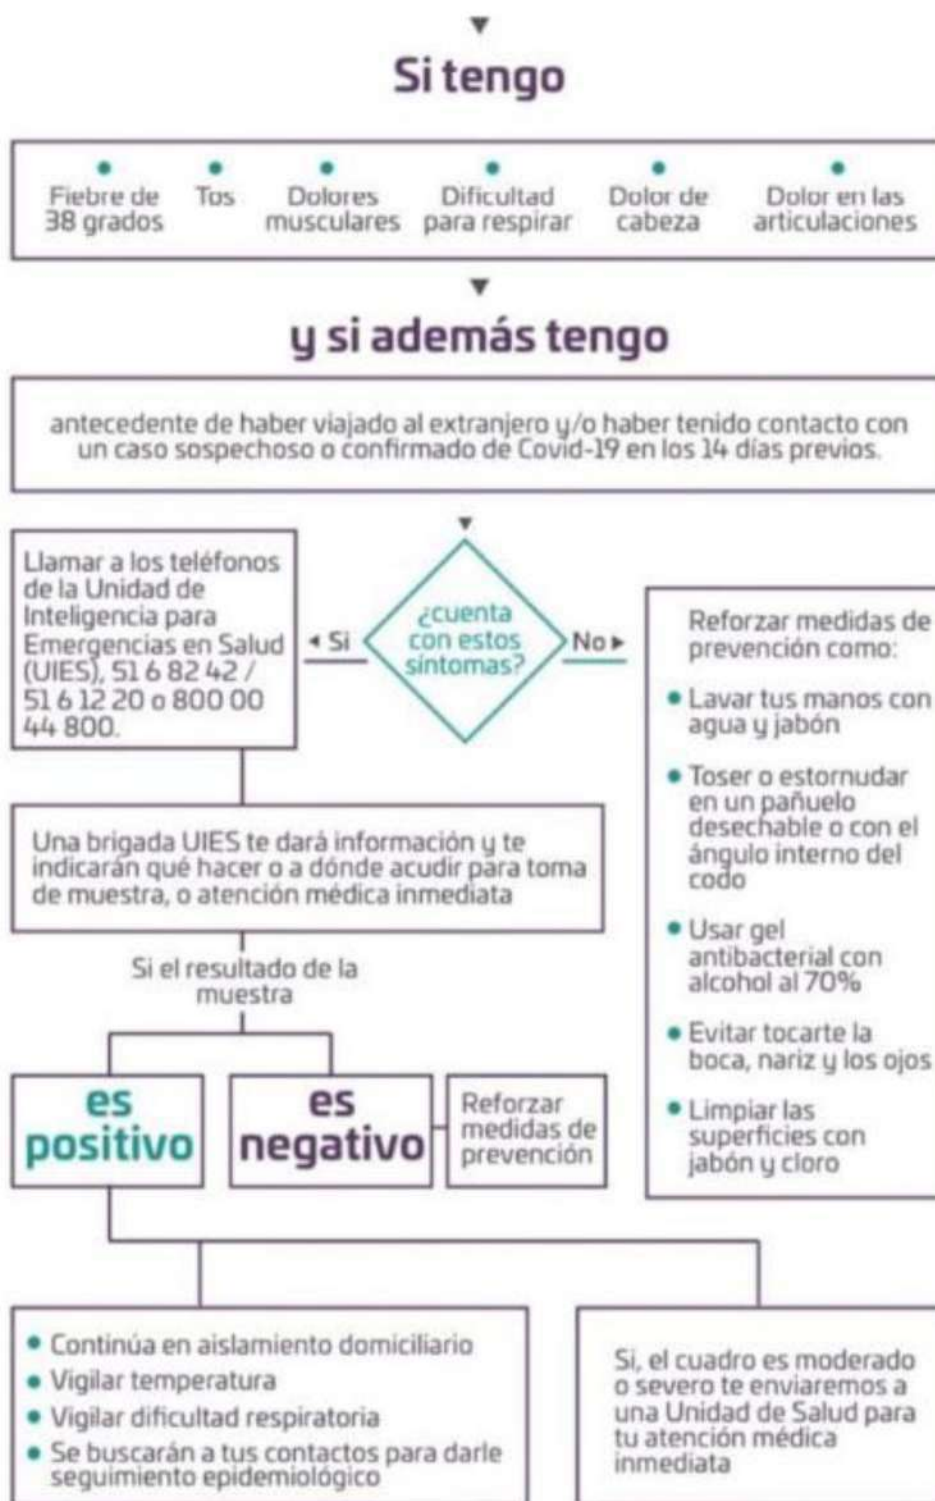 Si tengo
Fiebre de
38 grados
Tos
Dolores
musculares
Dificultad
para respirar
Dolor de
cabeza
Dolor en las
articulaciones
y si además tengo
antecedente de haber viajado al extranjero y/o haber tenido contacto con
un caso sospechoso o confirmado de Covid-19 en los 14 días previos.
¿cuenta
con estos
síntomas?
Si
Llamar a los teléfonos
de la Unidad de
Inteligencia para
Emergencias en Salud
(UIES), 51 6 82 42 /
51 6 12 20 o 800 00
44 800.
No
Reforzar medidas de
prevención como:
Lavar tus manos con
agua y jabón
Toser o estornudar
en un pañuelo
desechable o con el
ángulo interno del
codo
Usar gel
antibacterial con
alcohol al 70%
Evitar tocarte la
boca, nariz y los ojos
Limpiar las
superficies con
jabón y cloro
Una brigada UIES te dará información y te
indicarán qué hacer o a dónde acudir para toma
de muestra, o atención médica inmediata
Si el resultado de la
muestra
es
positivo
es
negativo
Reforzar
medidas de
prevención
Continúa en aislamiento domiciliario
Vigilar temperatura
Vigilar dificultad respiratoria
Se buscarán a tus contactos para darle
seguimiento epidemiológico
Si, el cuadro es moderado
o severo te enviaremos a
una Unidad de Salud para
tu atención médica
inmediata